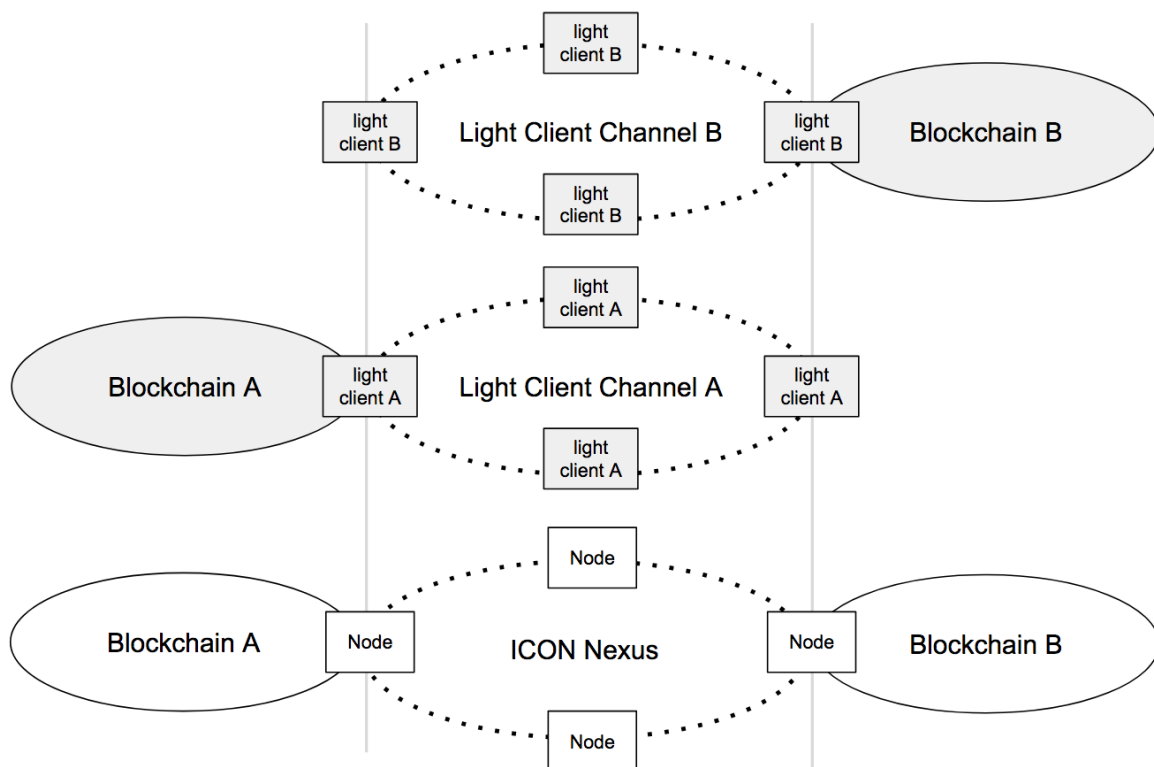 light
client B
light
client B
Light Client Channel B
light
client B
Blockchain B
light
client B
light
client A
Blockchain A
light
client A
Light Client Channel A
light
client A
light
client A
Node
Blockchain A
Node
ICON Nexus
Node
Blockchain B
Node